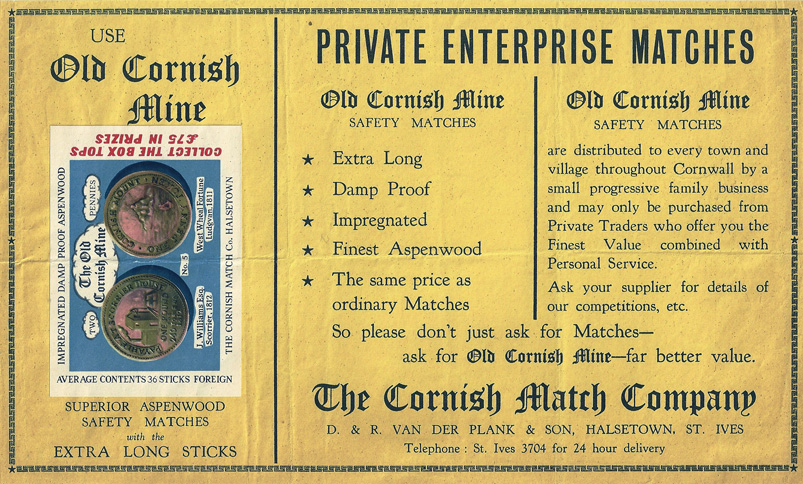 USE
Old Cornish
Mine
COLLECT THE BOX TOPS
£75 IN PRIZES
IMPREGNATED DAMP PROOF ASPENWOOD
TWO
PENNIES
The Old
Cornish Mine
No. 5
West Wheal Fortune
Ludgvan, 1811
J. Williams Esq.
Scorrier, 1812
THE CORNISH MATCH Co. HALSETOWN
AVERAGE CONTENTS 36 STICKS FOREIGN
SUPERIOR ASPENWOOD
SAFETY MATCHES
with the
EXTRA LONG STICKS
PRIVATE ENTERPRISE MATCHES
Old Cornish Mine
SAFETY MATCHES
★ Extra Long
★ Damp Proof
★ Impregnated
★ Finest Aspenwood
★ The same price as
ordinary Matches
Old Cornish Mine
SAFETY MATCHES
are distributed to every town and
village throughout Cornwall by a
small progressive family business
and may only be purchased from
Private Traders who offer you the
Finest Value combined with
Personal Service.
Ask your supplier for details of
our competitions, etc.
So please don't just ask for Matches—
ask for Old Cornish Mine—far better value.
The Cornish Match Company
D. & R. VAN DER PLANK & SON, HALSETOWN, ST. IVES
Telephone : St. Ives 3704 for 24 hour delivery